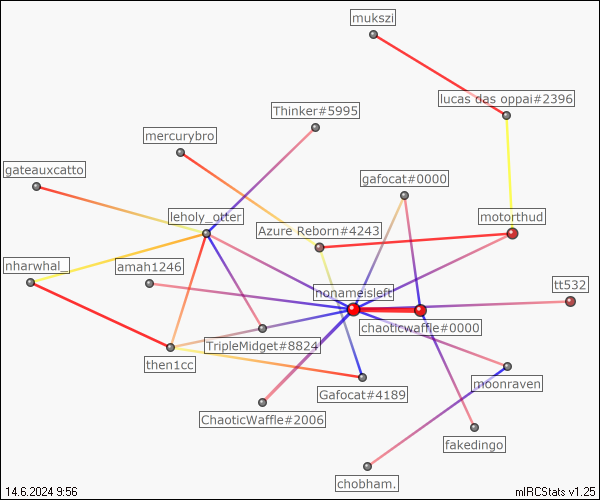 mukszi
lucas das oppai#2396
Thinker#5995
mercurybro
gateauxcatto
gafocat#0000
leholy_otter
motorthud
Azure Reborn#4243
nharwhal_
amah1246
tt532
nonameisleft
chaoticwaffle#0000
TripleMidget#8824
then1cc
moonraven
Gafocat#4189
ChaoticWaffle#2006
fakedingo
chobham.
14.6.2024 9:56
mIRCStats v1.25